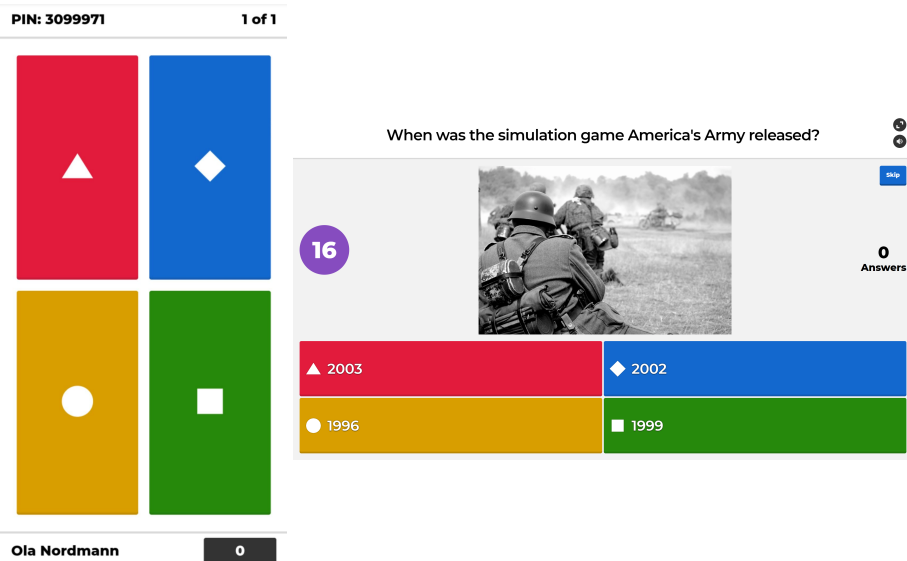 PIN: 3099971 1 of 1
Ola Nordmann 0
When was the simulation game America's Army released?
Skip
16
0
Answers
2003
2002
1996
1999